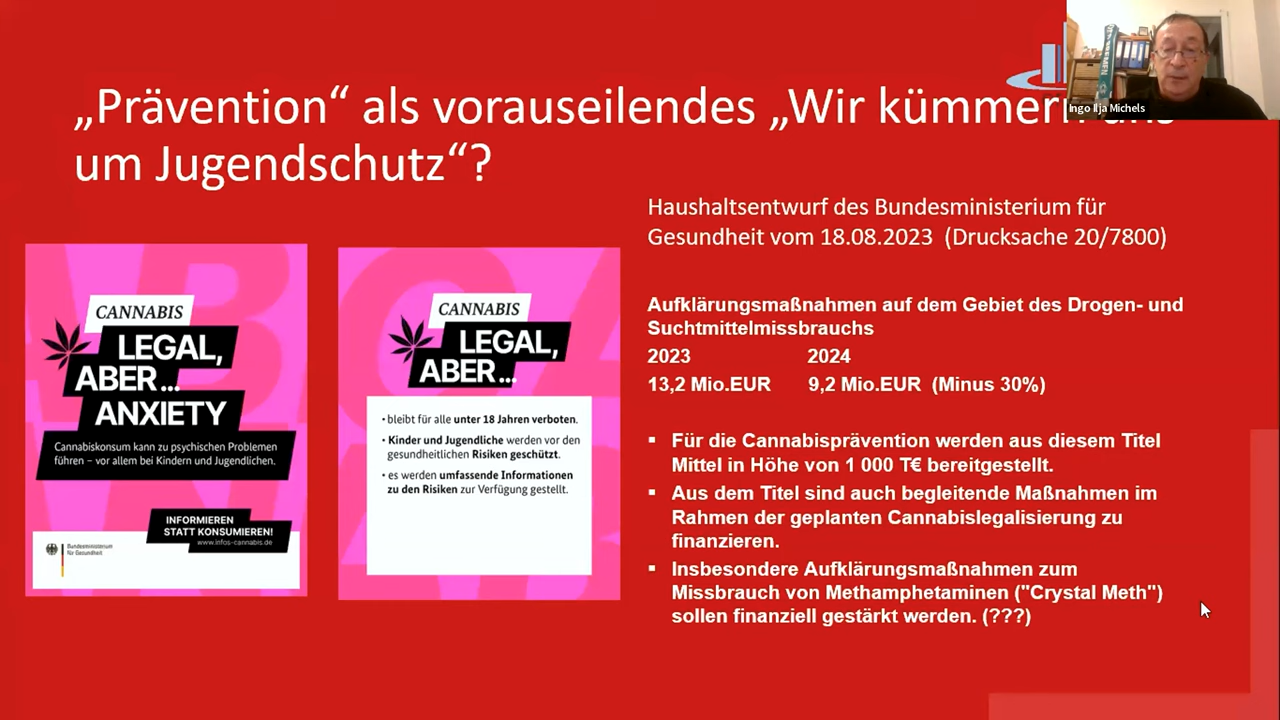 „Prävention“ als vorauseilendes „Wir kümmern uns
um Jugendschutz“?
Ingo Ilja Michels
Haushaltsentwurf des Bundesministerium für
Gesundheit vom 18.08.2023 (Drucksache 20/7800)
Aufklärungsmaßnahmen auf dem Gebiet des Drogen- und
Suchtmittelmissbrauchs
2023 2024
13,2 Mio.EUR 9,2 Mio.EUR (Minus 30%)
▪ Für die Cannabisprävention werden aus diesem Titel
Mittel in Höhe von 1 000 T€ bereitgestellt.
▪ Aus dem Titel sind auch begleitende Maßnahmen im
Rahmen der geplanten Cannabislegalisierung zu
finanzieren.
▪ Insbesondere Aufklärungsmaßnahmen zum
Missbrauch von Methamphetaminen ("Crystal Meth")
sollen finanziell gestärkt werden. (???)
CANNABIS
LEGAL,
ABER...
ANXIETY
Cannabiskonsum kann zu psychischen Problemen
führen – vor allem bei Kindern und Jugendlichen.
INFORMIEREN
STATT KONSUMIEREN!
www.infos-cannabis.de
Bundesministerium
für Gesundheit
CANNABIS
LEGAL,
ABER...
• bleibt für alle unter 18 Jahren verboten.
• Kinder und Jugendliche werden vor den
gesundheitlichen Risiken geschützt.
• es werden umfassende Informationen
zu den Risiken zur Verfügung gestellt.